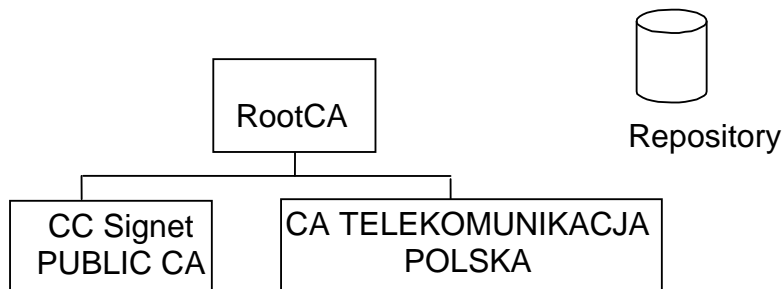 RootCA
Repository
CC Signet
PUBLIC CA
CA TELEKOMUNIKACJA
POLSKA